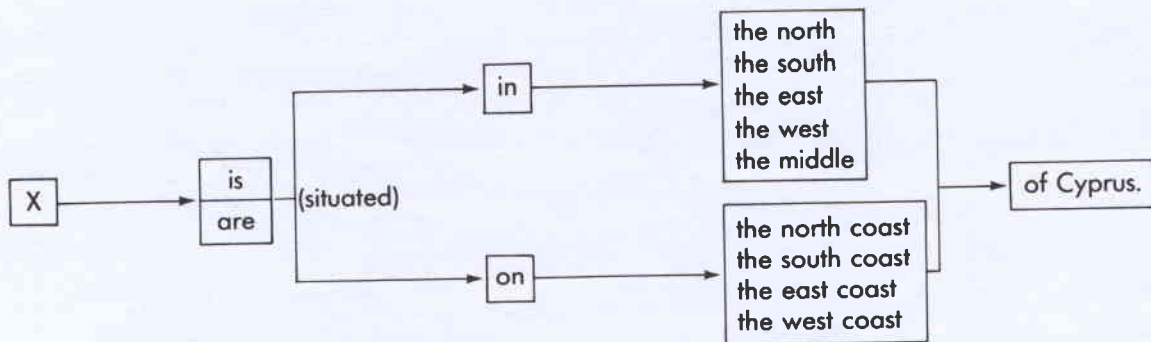 X
is
are
(situated)
in
the north
the south
the east
the west
the middle
on
the north coast
the south coast
the east coast
the west coast
of Cyprus.